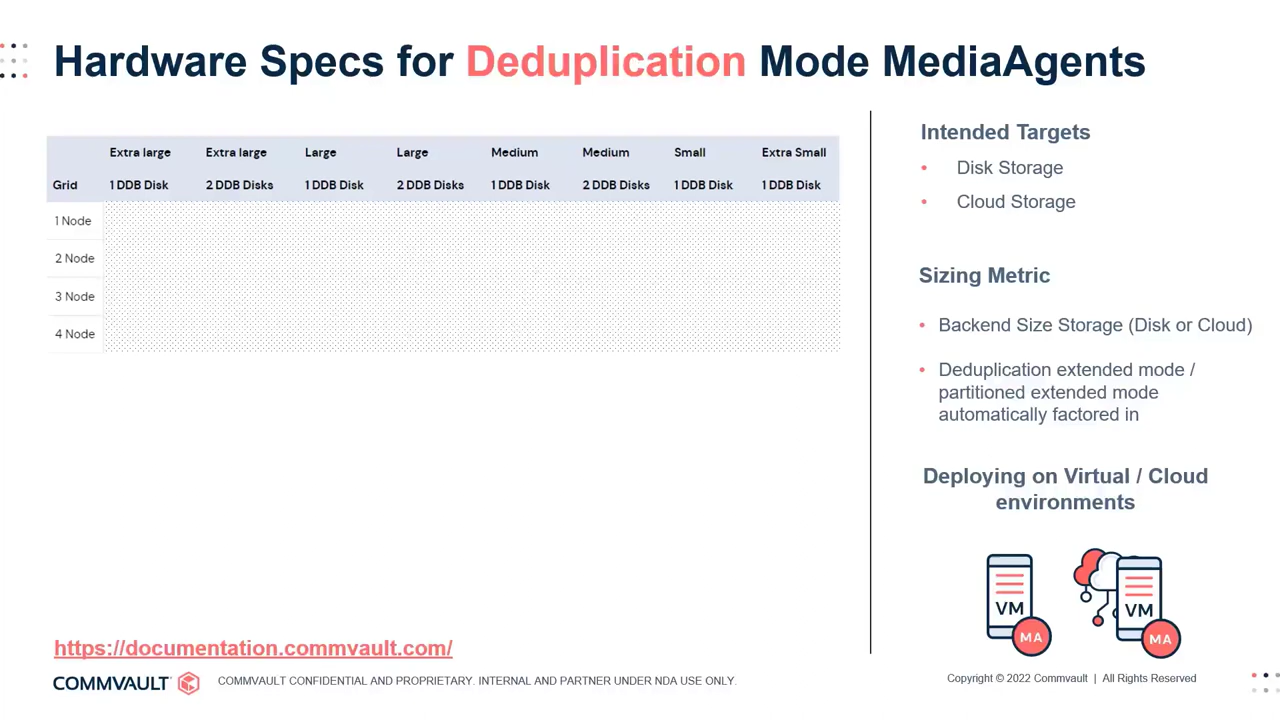 Hardware Specs for Deduplication Mode MediaAgents
Extra large Extra large Large Large Medium Medium Small Extra Small
Grid 1 DDB Disk 2 DDB Disks 1 DDB Disk 2 DDB Disks 1 DDB Disk 2 DDB Disks 1 DDB Disk 1 DDB Disk
1 Node
2 Node
3 Node
4 Node
Intended Targets
• Disk Storage
• Cloud Storage
Sizing Metric
• Backend Size Storage (Disk or Cloud)
• Deduplication extended mode /
partitioned extended mode
automatically factored in
Deploying on Virtual / Cloud
environments
VM
MA
VM
MA
https://documentation.commvault.com/
COMMVAULT
COMMVAULT CONFIDENTIAL AND PROPRIETARY. INTERNAL AND PARTNER UNDER NDA USE ONLY.
Copyright © 2022 Commvault | All Rights Reserved